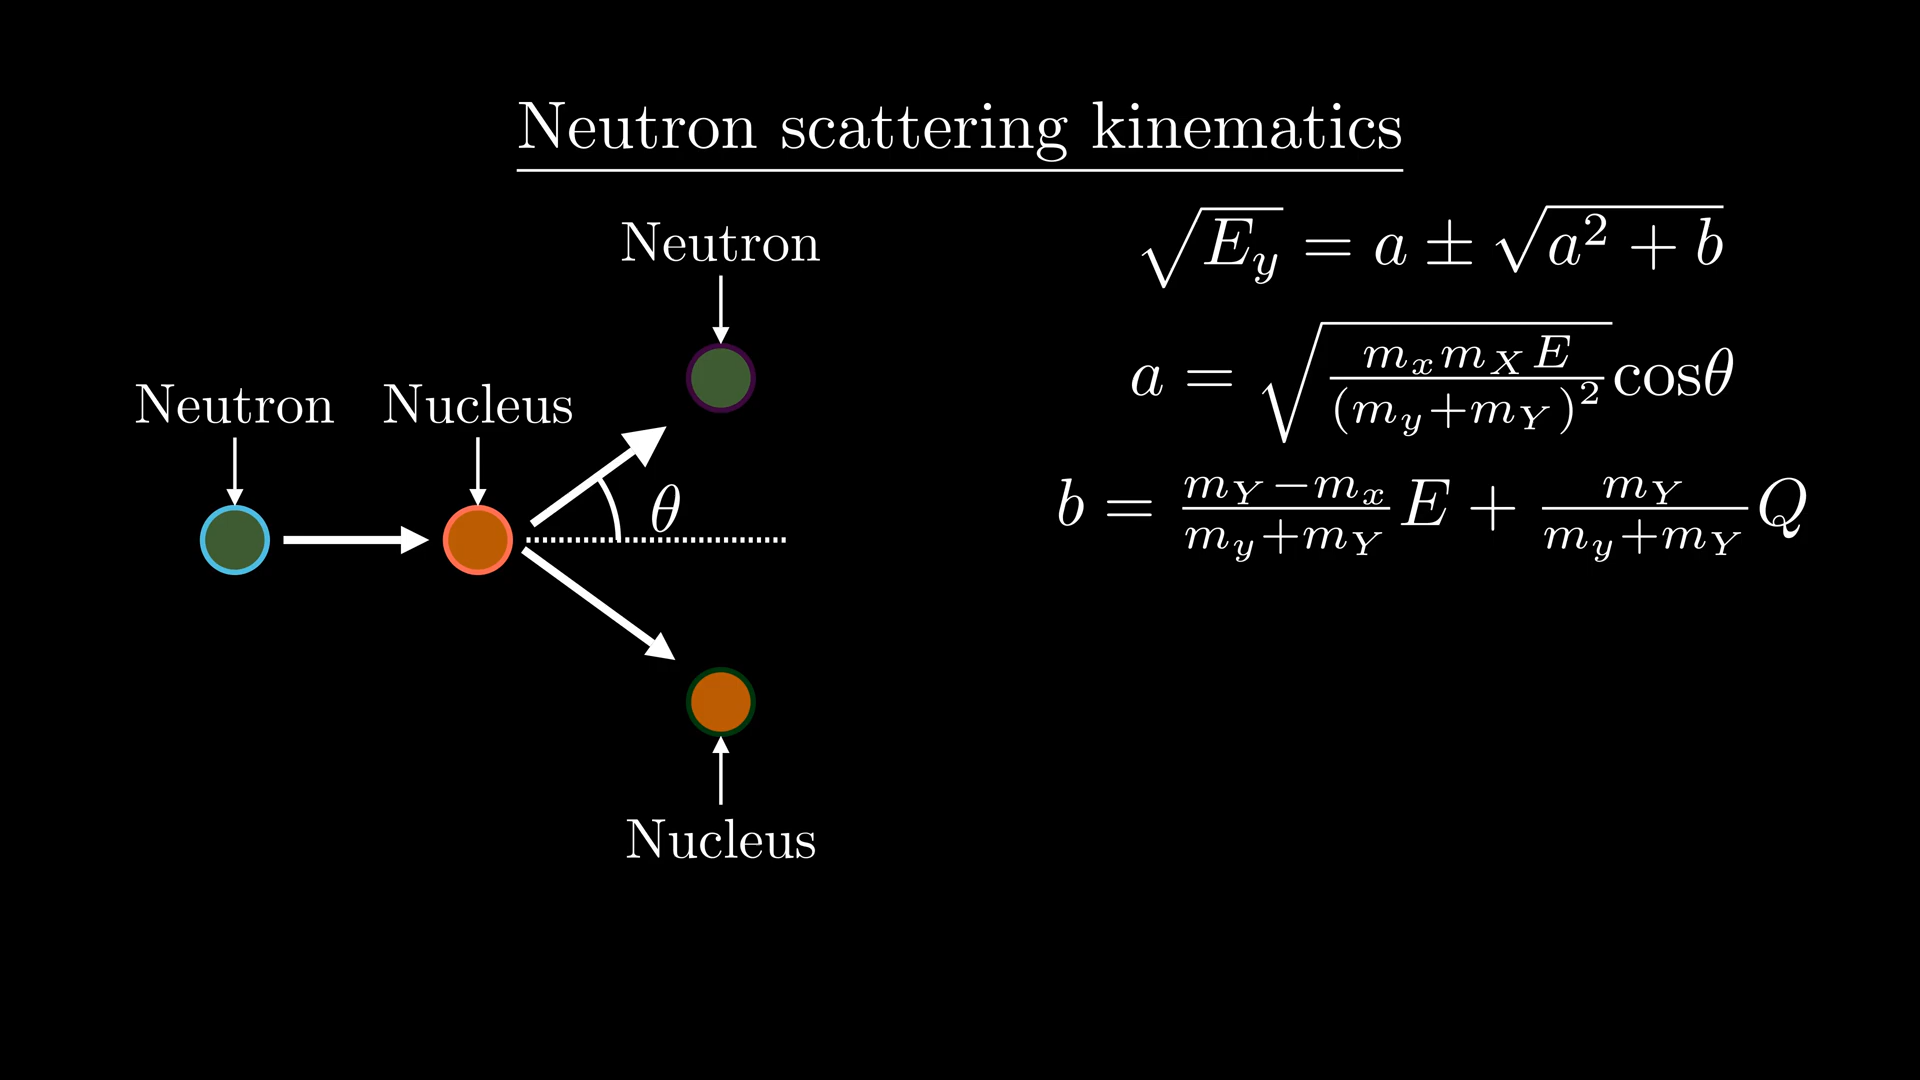 Neutron scattering kinematics
Neutron
Neutron
Nucleus
θ
Nucleus
√E_y = a ± √(a² + b)
a = √(m_x m_X E / (m_y + m_Y)²) cosθ
b = (m_Y − m_x)/(m_y + m_Y) E + m_Y/(m_y + m_Y) Q